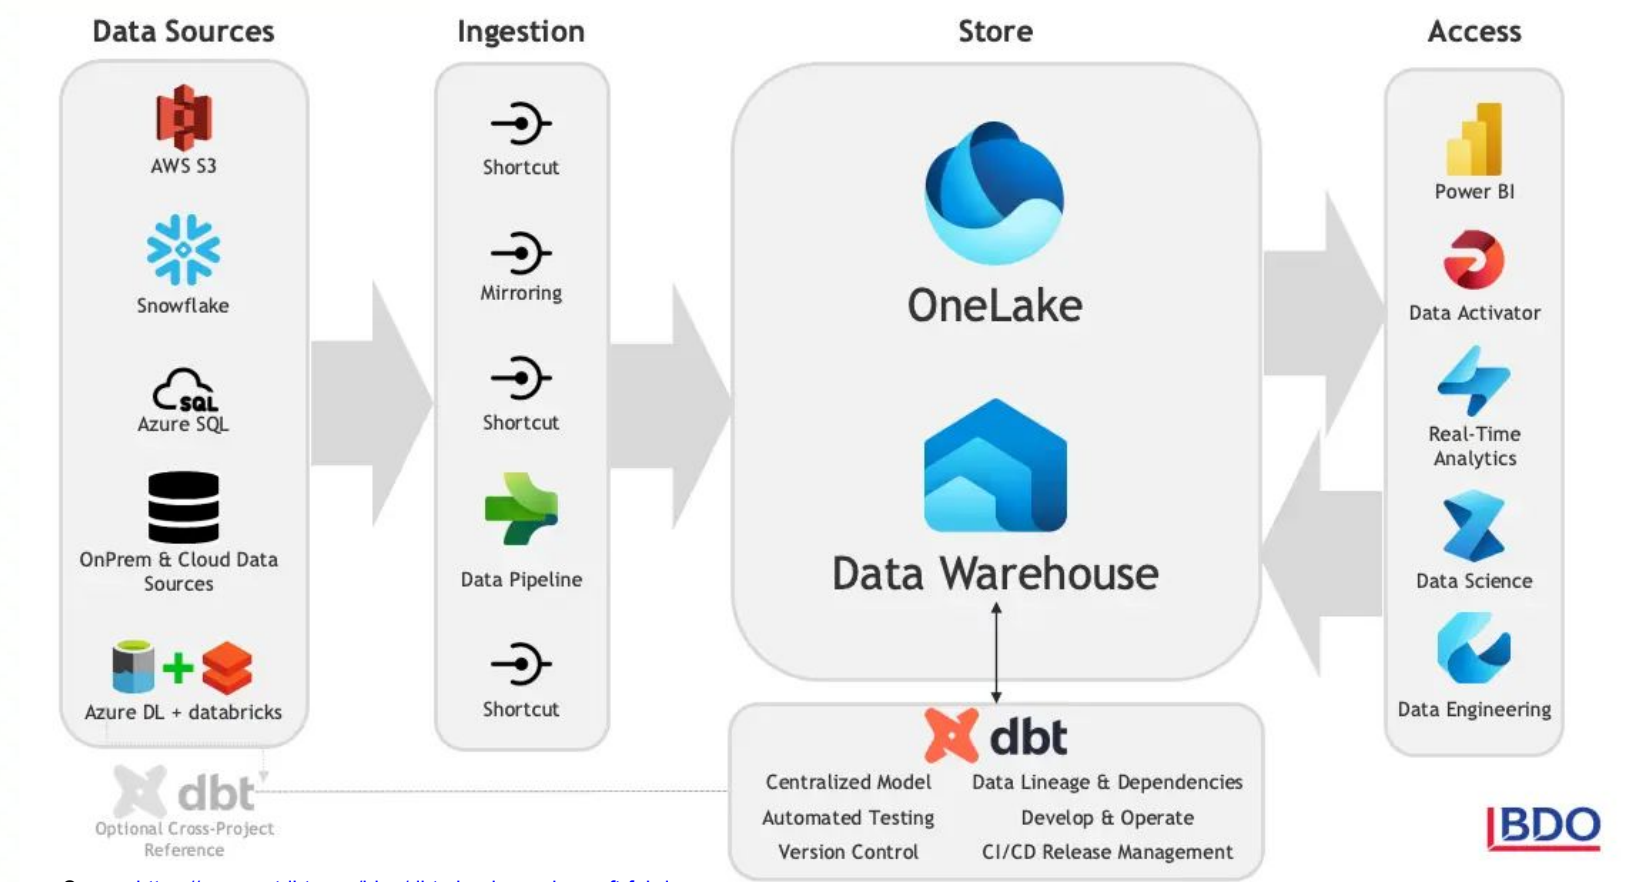 Data Sources
Ingestion
Store
Access
AWS S3
Snowflake
SQL
Azure SQL
OnPrem & Cloud Data
Sources
Azure DL + databricks
dbt
Optional Cross-Project
Reference
Shortcut
Mirroring
Shortcut
Data Pipeline
Shortcut
OneLake
Data Warehouse
dbt
Centralized Model
Data Lineage & Dependencies
Automated Testing
Develop & Operate
Version Control
CI/CD Release Management
Power BI
Data Activator
Real-Time
Analytics
Data Science
Data Engineering
BDO